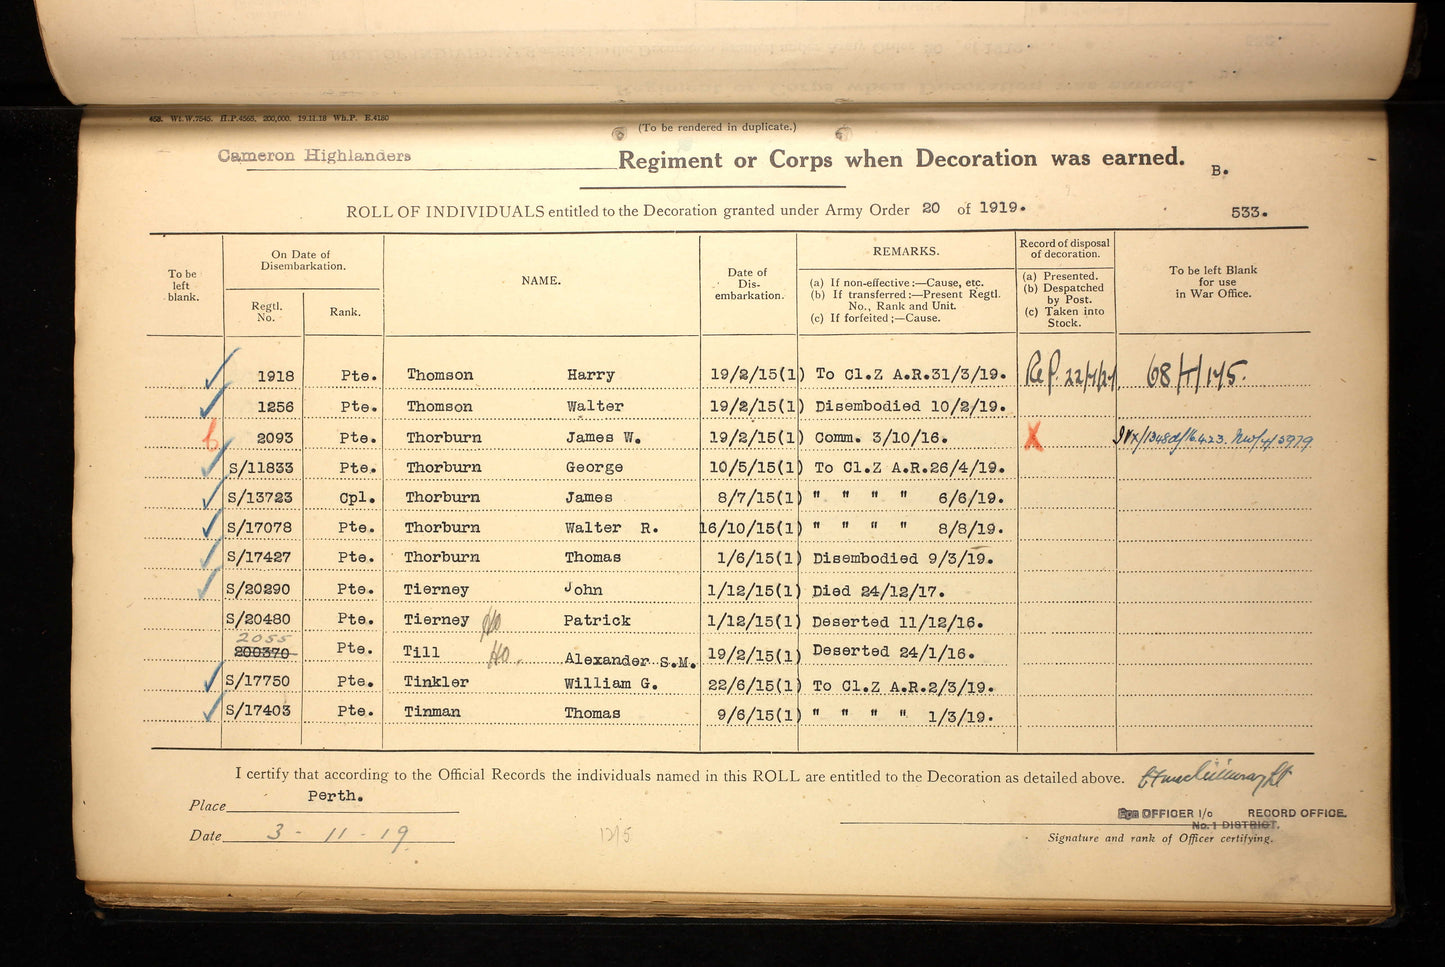 458. Wt.W.7545. H.P.4565. 200,000. 19.11.18 Wh.P. E.4180
(To be rendered in duplicate.)
Cameron Highlanders Regiment or Corps when Decoration was earned.
B.
ROLL OF INDIVIDUALS entitled to the Decoration granted under Army Order 20 of 1919.
533.
To be left blank.
On Date of Disembarkation.
Regtl. No.
Rank.
NAME.
Date of Dis- embarkation.
REMARKS.
(a) If non-effective:—Cause, etc.
(b) If transferred:—Present Regtl. No., Rank and Unit.
(c) If forfeited;—Cause.
Record of disposal of decoration.
(a) Presented.
(b) Despatched by Post.
(c) Taken into Stock.
To be left Blank for use in War Office.
1918 Pte. Thomson Harry 19/2/15(1) To Cl.Z A.R.31/3/19. 68/T/145.
1256 Pte. Thomson Walter 19/2/15(1) Disembodied 10/2/19.
2093 Pte. Thorburn James W. 19/2/15(1) Comm. 3/10/16. X
S/11833 Pte. Thorburn George 10/5/15(1) To Cl.Z A.R.26/4/19.
S/13723 Cpl. Thorburn James 8/7/15(1) " " " " 6/6/19.
S/17078 Pte. Thorburn Walter R. 16/10/15(1) " " " " 8/8/19.
S/17427 Pte. Thorburn Thomas 1/6/15(1) Disembodied 9/3/19.
S/20290 Pte. Tierney John 1/12/15(1) Died 24/12/17.
S/20480 Pte. Tierney Patrick 1/12/15(1) Deserted 11/12/16.
2055
200370 Pte. Till Alexander S.M. 19/2/15(1) Deserted 24/1/16.
S/17750 Pte. Tinkler William G. 22/6/15(1) To Cl.Z A.R.2/3/19.
S/17403 Pte. Tinman Thomas 9/6/15(1) " " " " 1/3/19.
I certify that according to the Official Records the individuals named in this ROLL are entitled to the Decoration as detailed above.
Place Perth.
OFFICER I/c RECORD OFFICE.
No.1 DISTRICT.
Date 3 - 11 - 19
Signature and rank of Officer certifying.